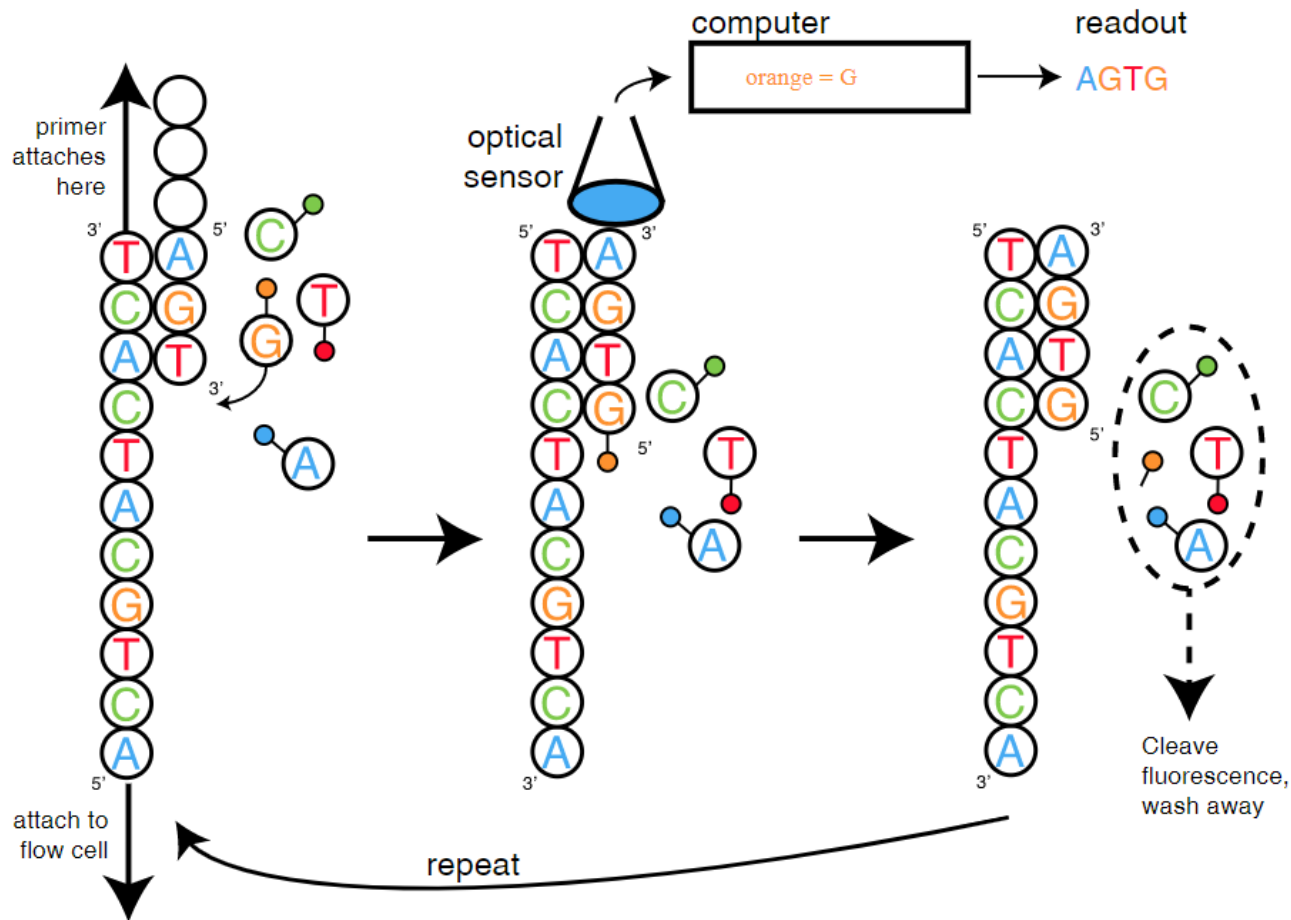 computer
readout
orange = G
AGTG
primer
attaches
here
optical
sensor
3'
5'
T A
C G
A T
C
T
A
C
G
T
C
A
3'
5'
C
G
T
A
attach to
flow cell
5'
3'
T A
C G
A T
C G
T
A
C
G
T
C
A
5'
3'
C
T
A
5'
3'
T A
C G
A T
C G
T
A
C
G
T
C
A
5'
3'
C
T
A
Cleave
fluorescence,
wash away
repeat